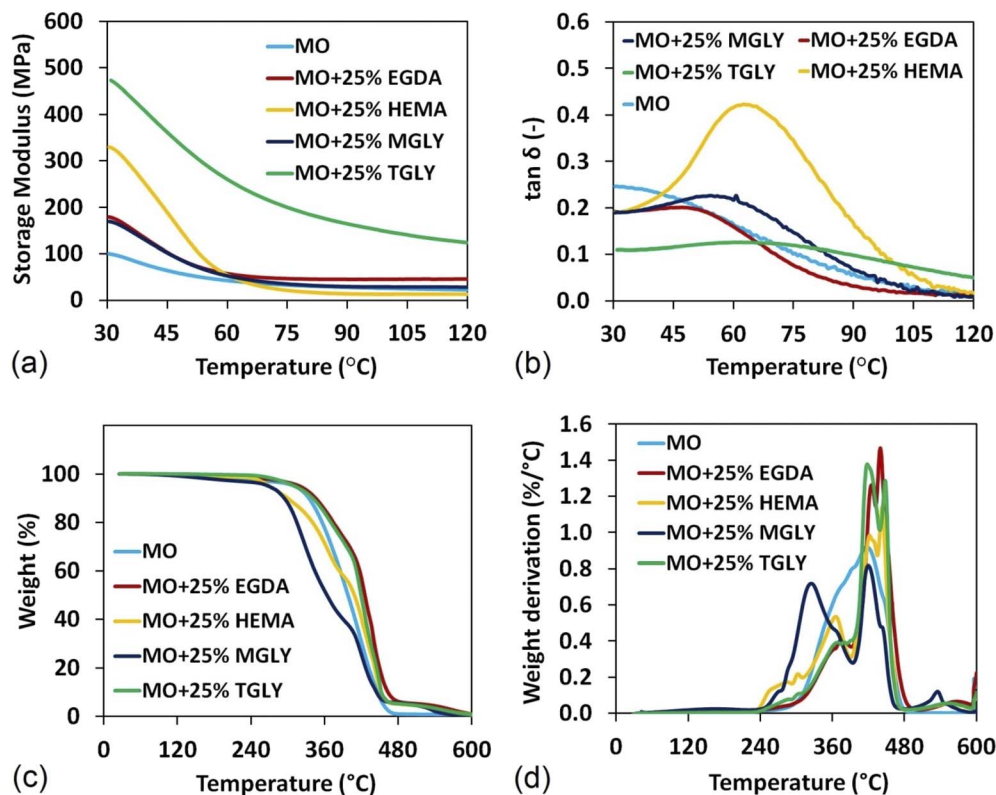 600
500
400
300
200
100
0
Storage Modulus (MPa)
MO
MO+25% EGDA
MO+25% HEMA
MO+25% MGLY
MO+25% TGLY
30 45 60 75 90 105 120
Temperature (°C)
(a)
0.6
0.5
0.4
0.3
0.2
0.1
0.0
tan δ (-)
MO+25% MGLY MO+25% EGDA
MO+25% TGLY MO+25% HEMA
MO
30 45 60 75 90 105 120
Temperature (°C)
(b)
100
80
60
40
20
0
Weight (%)
MO
MO+25% EGDA
MO+25% HEMA
MO+25% MGLY
MO+25% TGLY
0 120 240 360 480 600
Temperature (°C)
(c)
1.6
1.4
1.2
1.0
0.8
0.6
0.4
0.2
0.0
Weight derivation (%/°C)
MO
MO+25% EGDA
MO+25% HEMA
MO+25% MGLY
MO+25% TGLY
0 120 240 360 480 600
Temperature (°C)
(d)